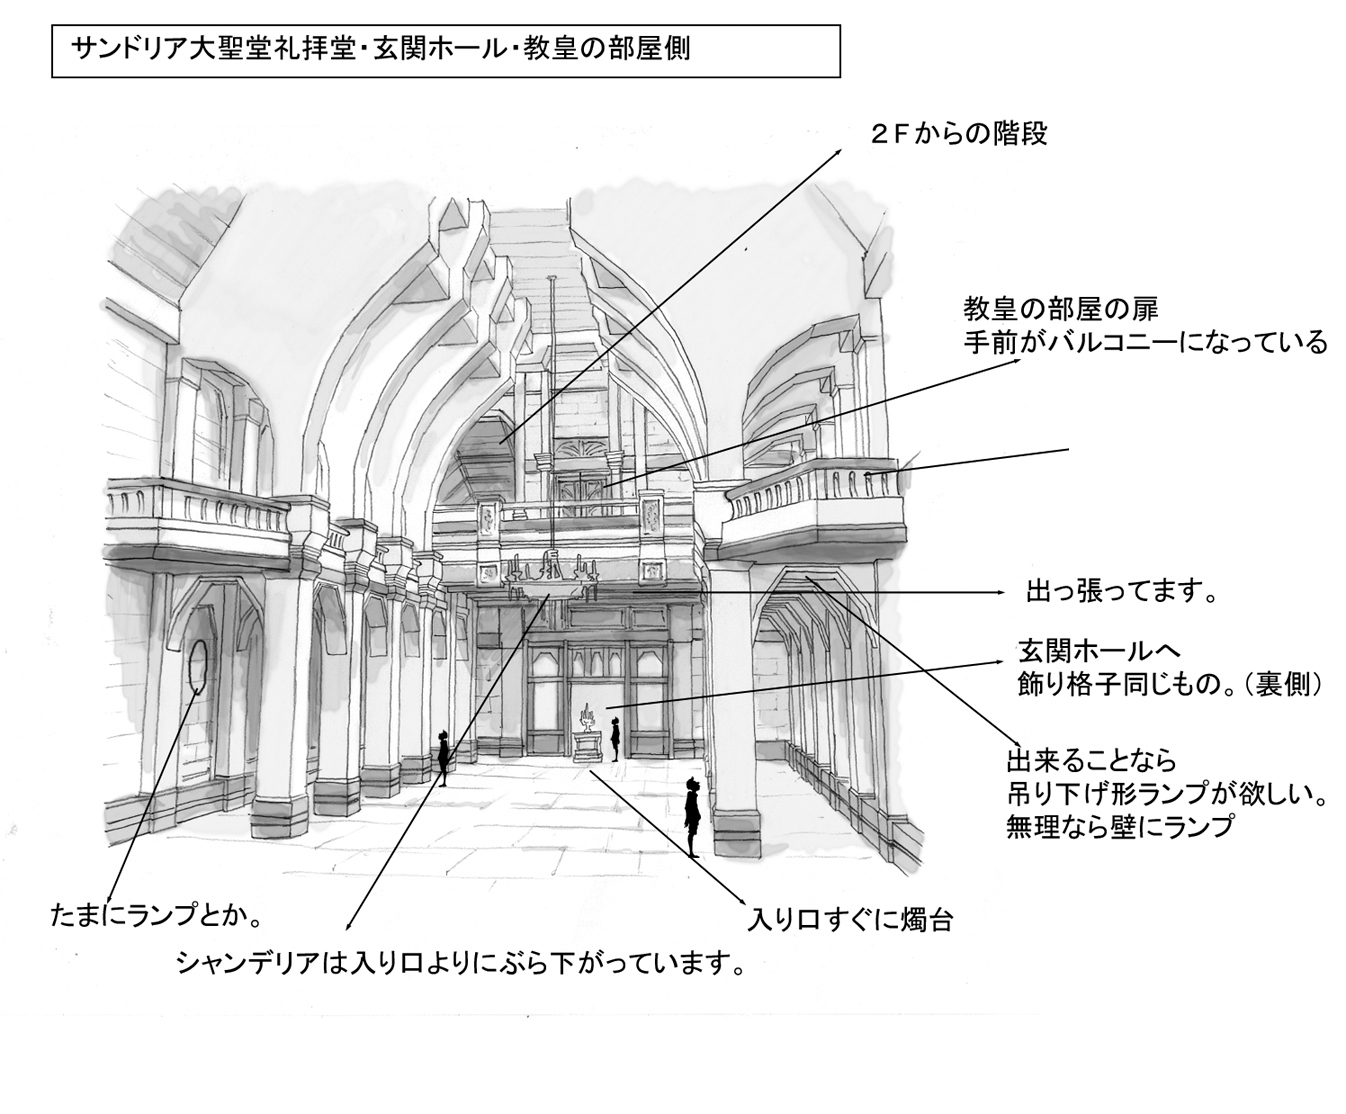 サンドリア大聖堂礼拝堂・玄関ホール・教皇の部屋側
２Ｆからの階段
教皇の部屋の扉
手前がバルコニーになっている
出っ張ってます。
玄関ホールへ
飾り格子同じもの。（裏側）
出来ることなら
吊り下げ形ランプが欲しい。
無理なら壁にランプ
たまにランプとか。
入り口すぐに燭台
シャンデリアは入り口よりにぶら下がっています。